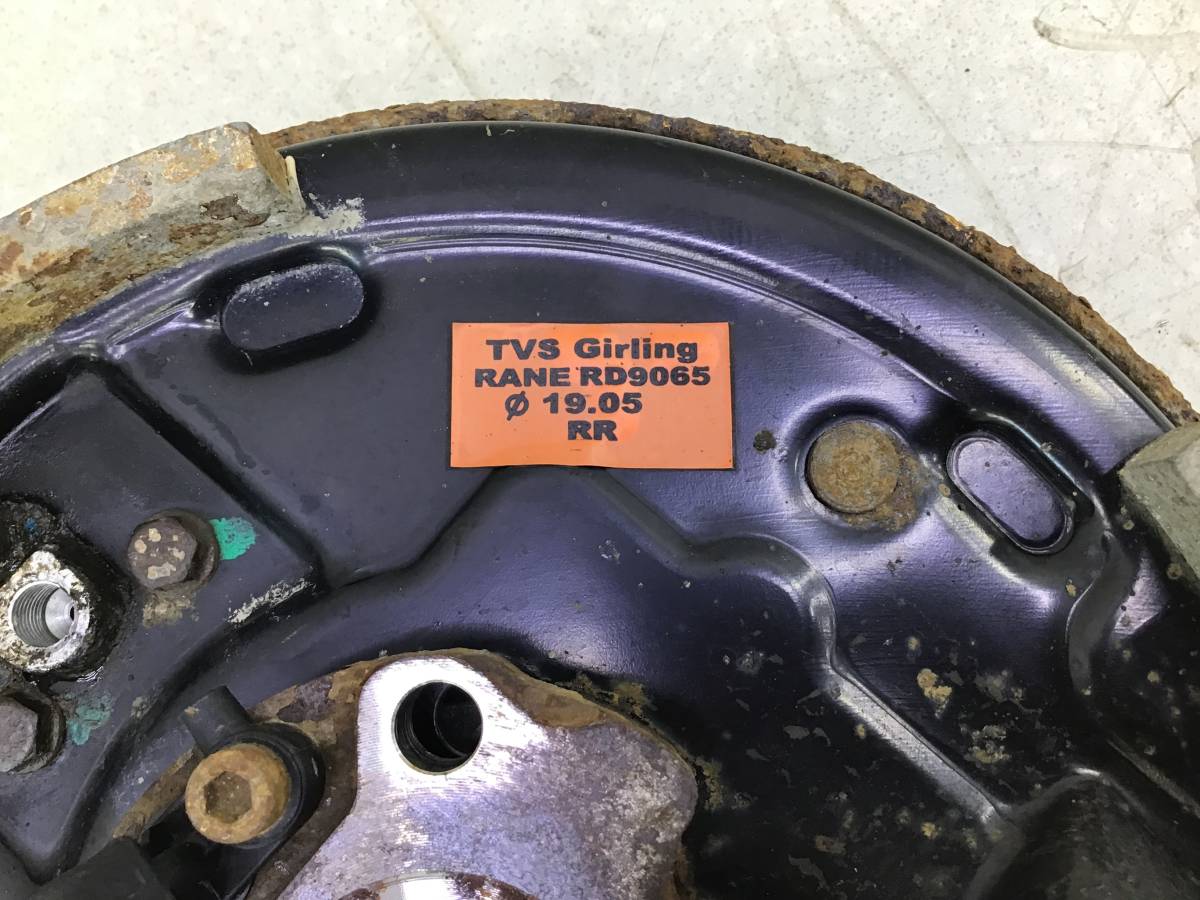 TVS Girling
RANE RD9065
Ø 19.05
RR